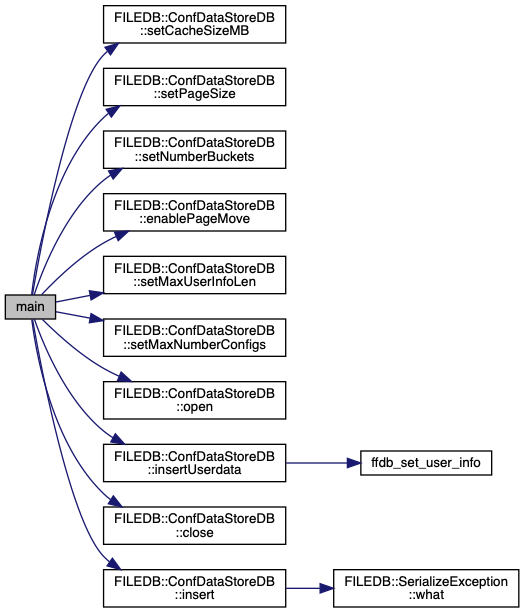 FILEDB::ConfDataStoreDB
::setCacheSizeMB
FILEDB::ConfDataStoreDB
::setPageSize
FILEDB::ConfDataStoreDB
::setNumberBuckets
FILEDB::ConfDataStoreDB
::enablePageMove
FILEDB::ConfDataStoreDB
::setMaxUserInfoLen
main
FILEDB::ConfDataStoreDB
::setMaxNumberConfigs
FILEDB::ConfDataStoreDB
::open
FILEDB::ConfDataStoreDB
::insertUserdata
ffdb_set_user_info
FILEDB::ConfDataStoreDB
::close
FILEDB::ConfDataStoreDB
::insert
FILEDB::SerializeException
::what